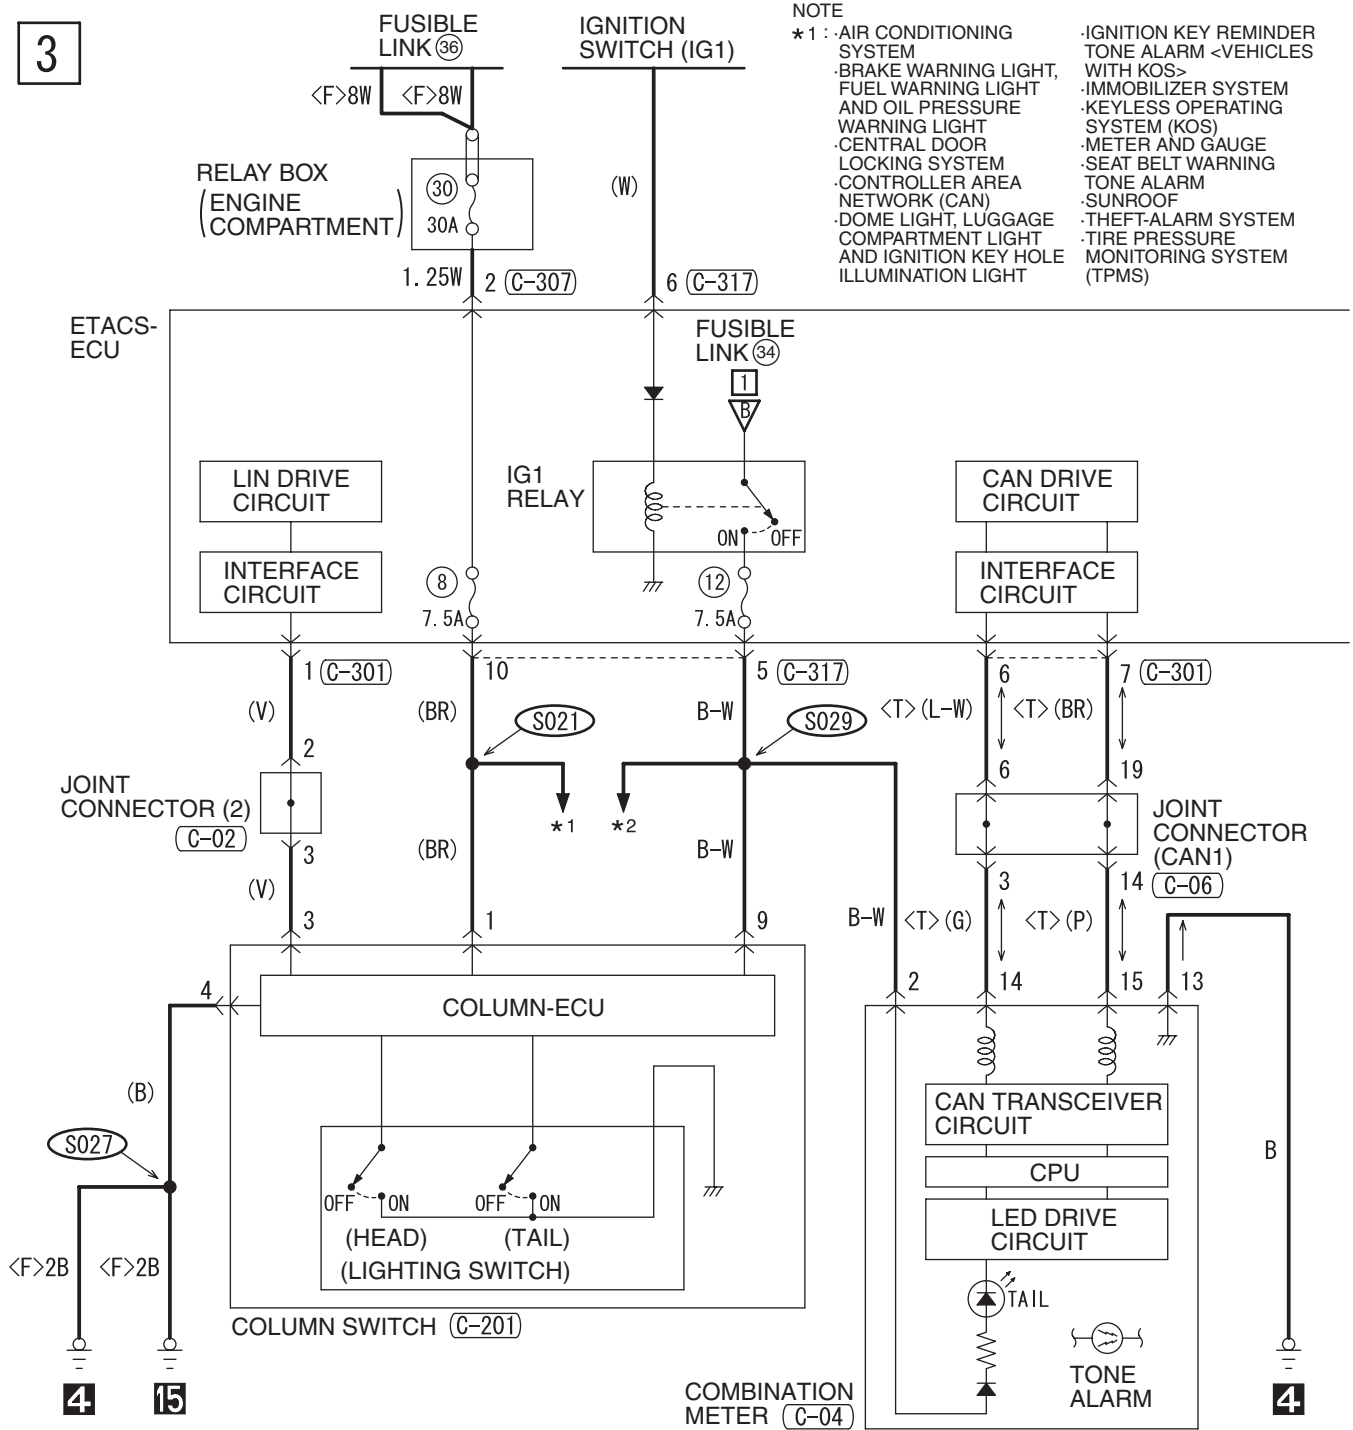 3
FUSIBLE
LINK 36
IGNITION
SWITCH (IG1)
NOTE
*1 : ·AIR CONDITIONING
SYSTEM
·BRAKE WARNING LIGHT,
FUEL WARNING LIGHT
AND OIL PRESSURE
WARNING LIGHT
·CENTRAL DOOR
LOCKING SYSTEM
·CONTROLLER AREA
NETWORK (CAN)
·DOME LIGHT, LUGGAGE
COMPARTMENT LIGHT
AND IGNITION KEY HOLE
ILLUMINATION LIGHT
·IGNITION KEY REMINDER
TONE ALARM <VEHICLES
WITH KOS>
·IMMOBILIZER SYSTEM
·KEYLESS OPERATING
SYSTEM (KOS)
·METER AND GAUGE
·SEAT BELT WARNING
TONE ALARM
·SUNROOF
·THEFT-ALARM SYSTEM
·TIRE PRESSURE
MONITORING SYSTEM
(TPMS)
<F>8W <F>8W
RELAY BOX
(ENGINE
COMPARTMENT)
30
30A
(W)
1.25W 2 C-307
6 C-317
ETACS-
ECU
FUSIBLE
LINK 34
1
B
LIN DRIVE
CIRCUIT
IG1
RELAY
CAN DRIVE
CIRCUIT
ON OFF
INTERFACE
CIRCUIT
8
7.5A
12
7.5A
INTERFACE
CIRCUIT
1 C-301
10
5 C-317
6
7 C-301
(V)
(BR)
S021
B-W
S029
<T>(L-W)
<T>(BR)
2
6
19
JOINT
CONNECTOR (2)
C-02
*1
*2
JOINT
CONNECTOR
(CAN1)
C-06
3
(V)
(BR)
B-W
3
14
B-W
<T>(G)
<T>(P)
3
1
9
2
14
15
13
4
COLUMN-ECU
(B)
S027
CAN TRANSCEIVER
CIRCUIT
CPU
B
OFF ON
OFF ON
(HEAD)
(TAIL)
(LIGHTING SWITCH)
LED DRIVE
CIRCUIT
<F>2B <F>2B
TAIL
COLUMN SWITCH C-201
TONE
ALARM
4
15
COMBINATION
METER C-04
4